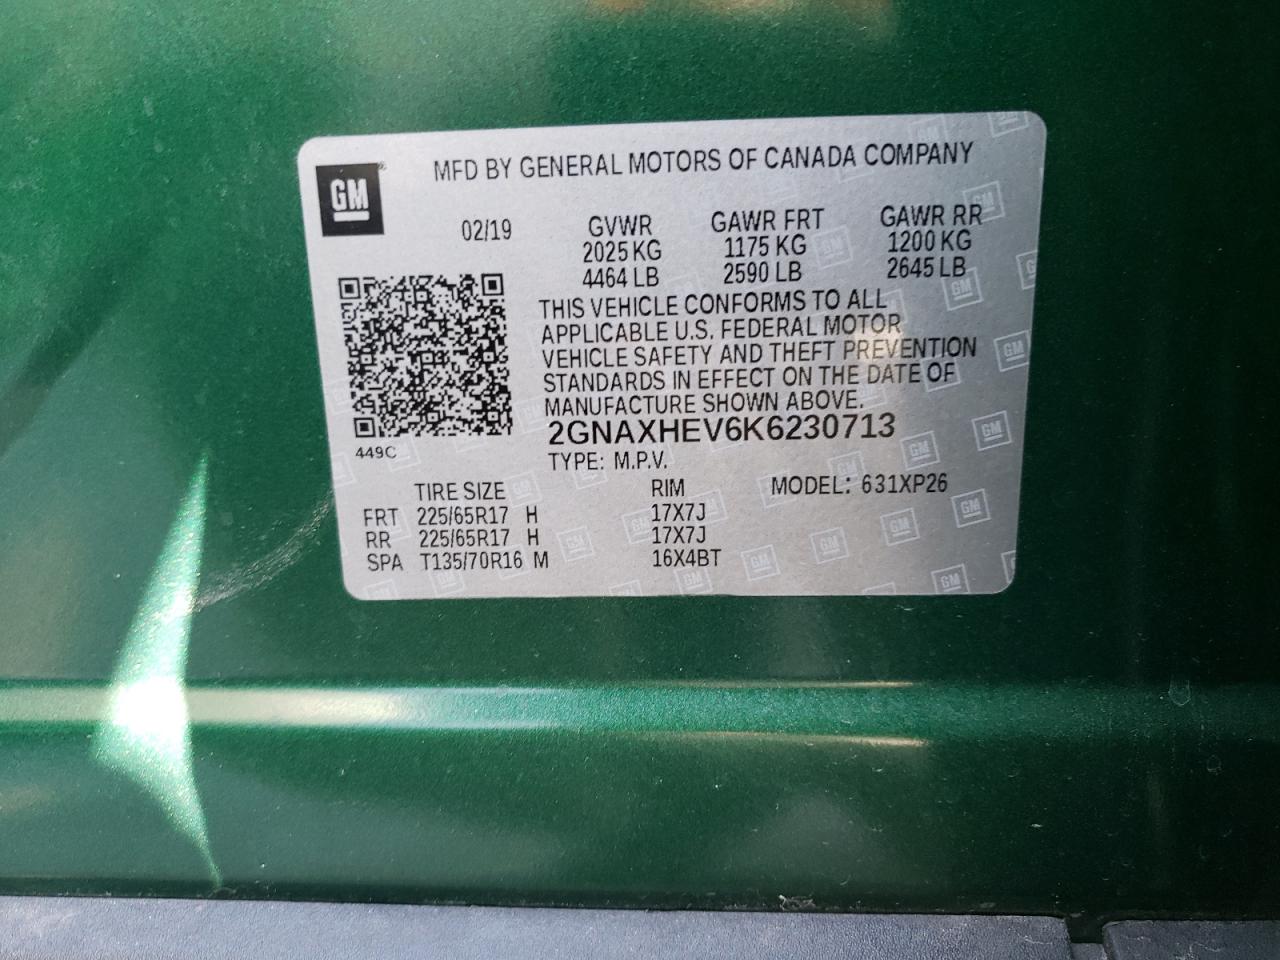 MFD BY GENERAL MOTORS OF CANADA COMPANY
GM
02/19 GVWR GAWR FRT GAWR RR
2025 KG 1175 KG 1200 KG
4464 LB 2590 LB 2645 LB
THIS VEHICLE CONFORMS TO ALL
APPLICABLE U.S. FEDERAL MOTOR
VEHICLE SAFETY AND THEFT PREVENTION
STANDARDS IN EFFECT ON THE DATE OF
MANUFACTURE SHOWN ABOVE.
2GNAXHEV6K6230713
449C
TYPE: M.P.V.
TIRE SIZE RIM MODEL: 631XP26
FRT 225/65R17 H 17X7J
RR 225/65R17 H 17X7J
SPA T135/70R16 M 16X4BT